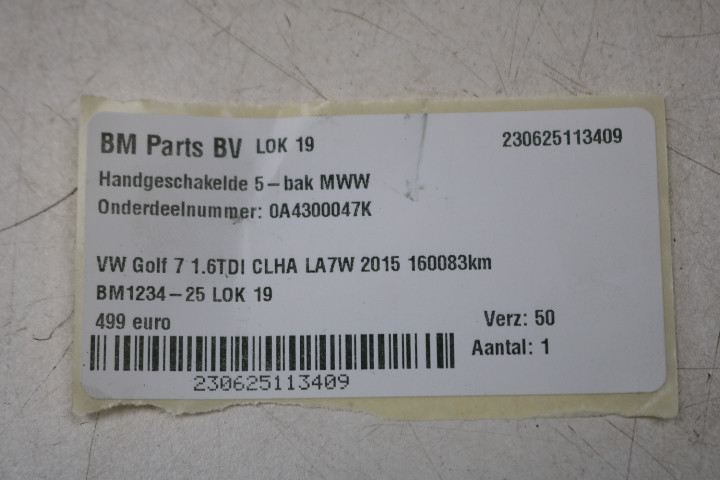 BM Parts BV LOK 19 230625113409
Handgeschakelde 5-bak MWW
Onderdeelnummer: 0A4300047K
VW Golf 7 1.6TDI CLHA LA7W 2015 160083km
BM1234-25 LOK 19
499 euro Verz: 50
Aantal: 1
230625113409